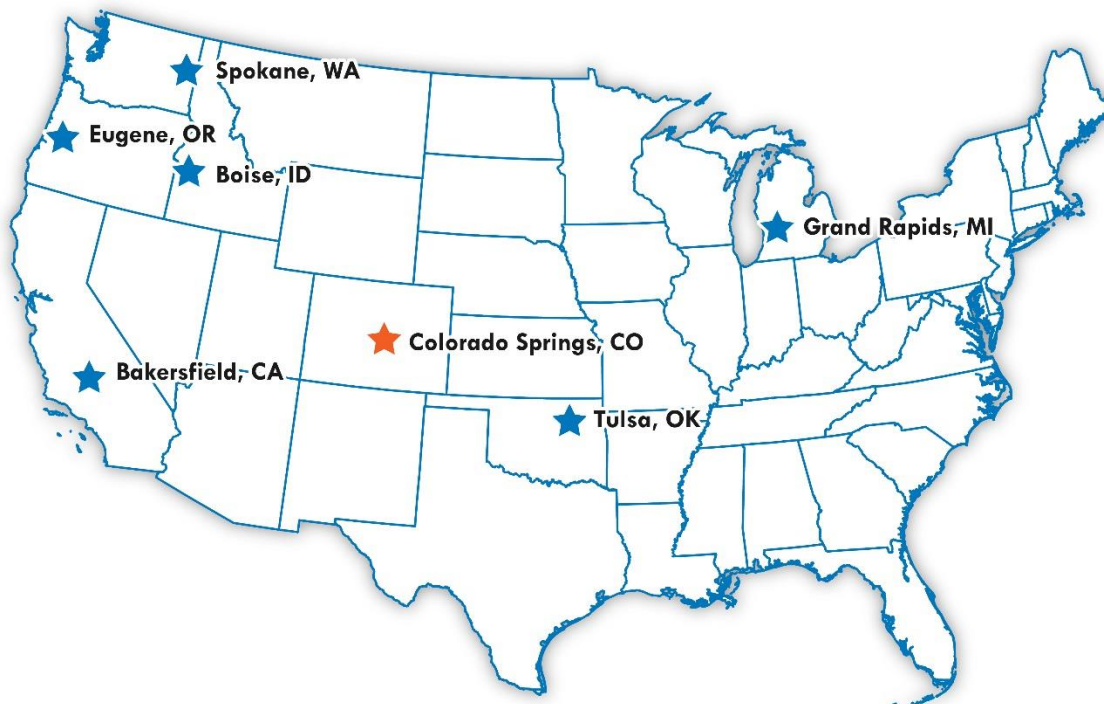 Spokane, WA
Eugene, OR
Boise, ID
Grand Rapids, MI
Colorado Springs, CO
Bakersfield, CA
Tulsa, OK